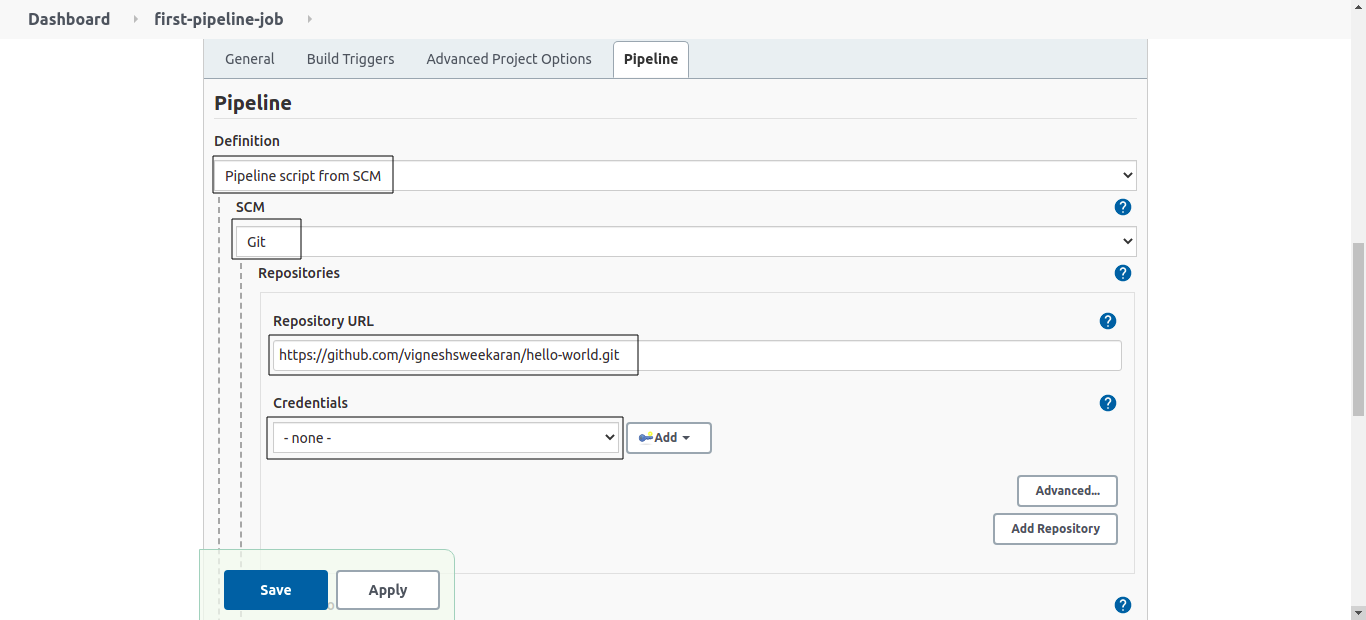 Dashboard first-pipeline-job
General Build Triggers Advanced Project Options Pipeline
Pipeline
Definition
Pipeline script from SCM
SCM
?
Git
Repositories
?
Repository URL
?
https://github.com/vigneshsweekaran/hello-world.git
Credentials
?
- none -
Add
Advanced...
Add Repository
Save Apply
?